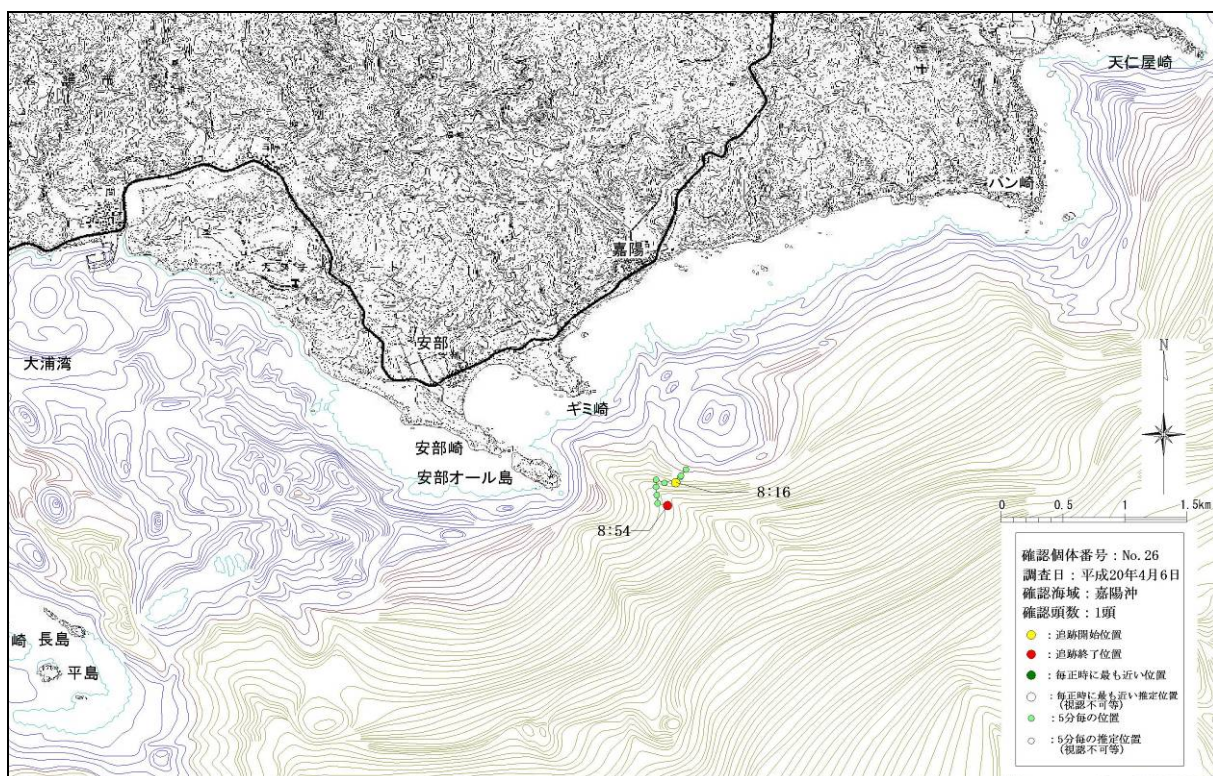 天仁屋崎
バン崎
嘉陽
大浦湾
安部
ギミ崎
安部崎
安部オール島
8:16
8:54
長島
崎
平島
N
0 0.5 1 1.5km
確認個体番号：No.26
調査日：平成20年4月6日
確認海域：嘉陽沖
確認頭数：1頭
：追跡開始位置
：追跡終了位置
：毎正時に最も近い位置
：毎正時に最も近い推定位置
(視認不可等)
：5分毎の位置
：5分毎の推定位置
(視認不可等)